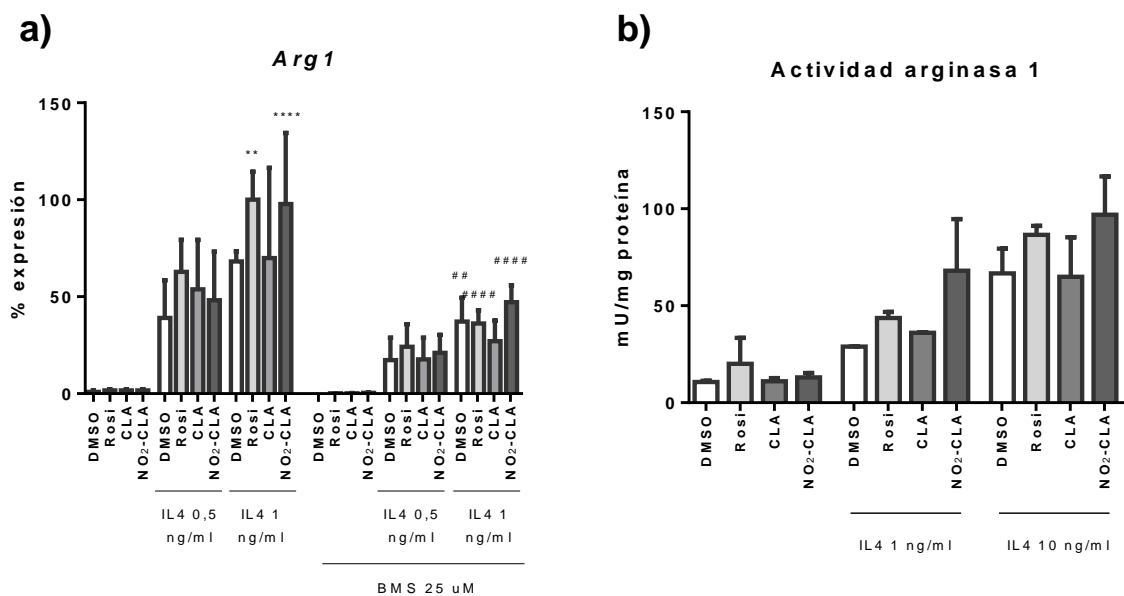 a)
Arg1
% expresión
150
100
50
0
**
****
##
####
####
DMSO
Rosi
CLA
NO₂-CLA
DMSO
Rosi
CLA
NO₂-CLA
DMSO
Rosi
CLA
NO₂-CLA
DMSO
Rosi
CLA
NO₂-CLA
DMSO
Rosi
CLA
NO₂-CLA
DMSO
Rosi
CLA
NO₂-CLA
IL4 0,5
ng/ml
IL4 1
ng/ml
IL4 0,5
ng/ml
IL4 1
ng/ml
BMS 25 uM
b)
Actividad arginasa 1
mU/mg proteína
150
100
50
0
DMSO
Rosi
CLA
NO₂-CLA
DMSO
Rosi
CLA
NO₂-CLA
DMSO
Rosi
CLA
NO₂-CLA
IL4 1 ng/ml
IL4 10 ng/ml